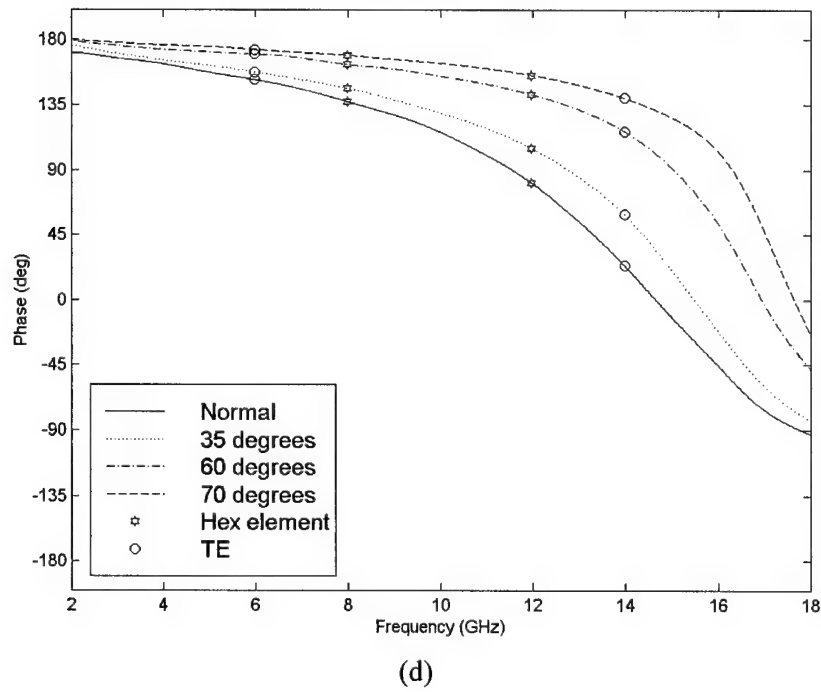 180
135
90
45
0
-45
-90
-135
-180
Phase (deg)
Normal
35 degrees
60 degrees
70 degrees
Hex element
TE
2 4 6 8 10 12 14 16 18
Frequency (GHz)
(d)